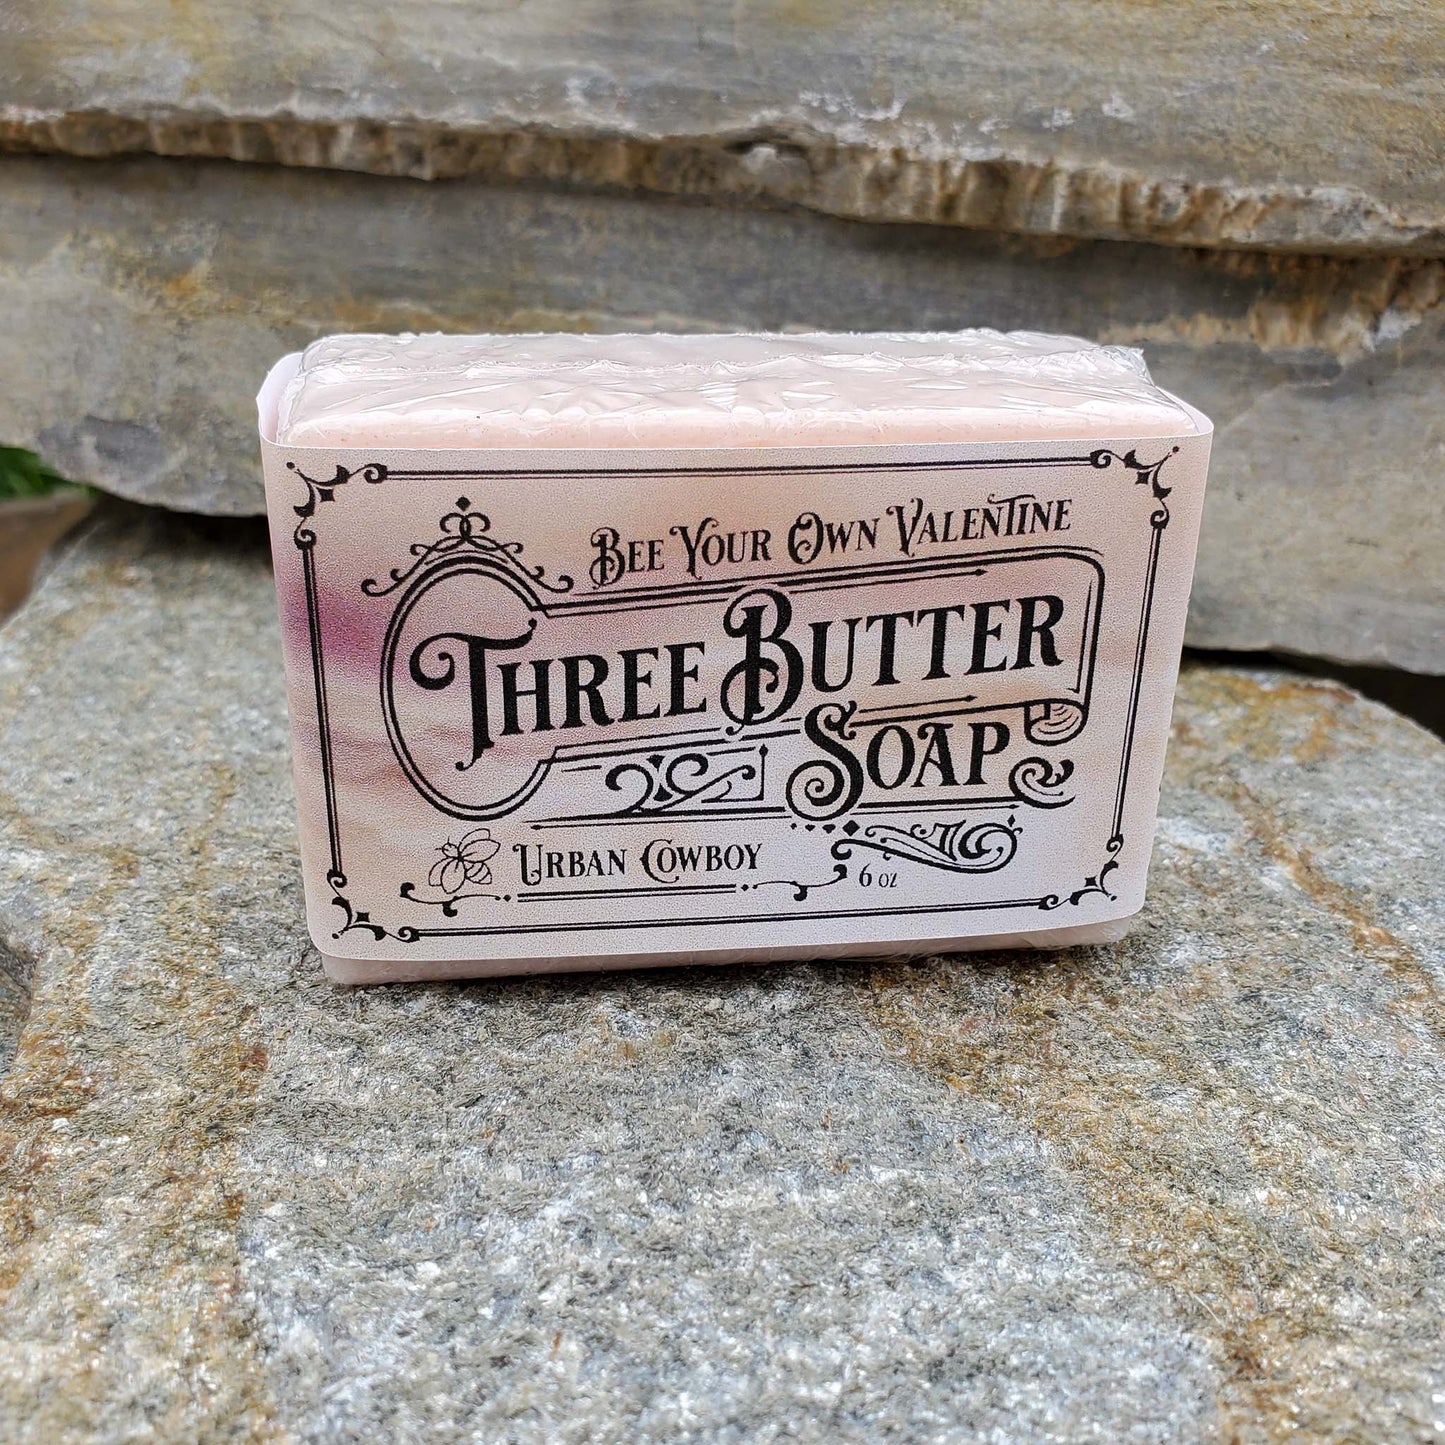 Bee Your Own Valentine
Three Butter
Soap
Urban Cowboy
6 oz